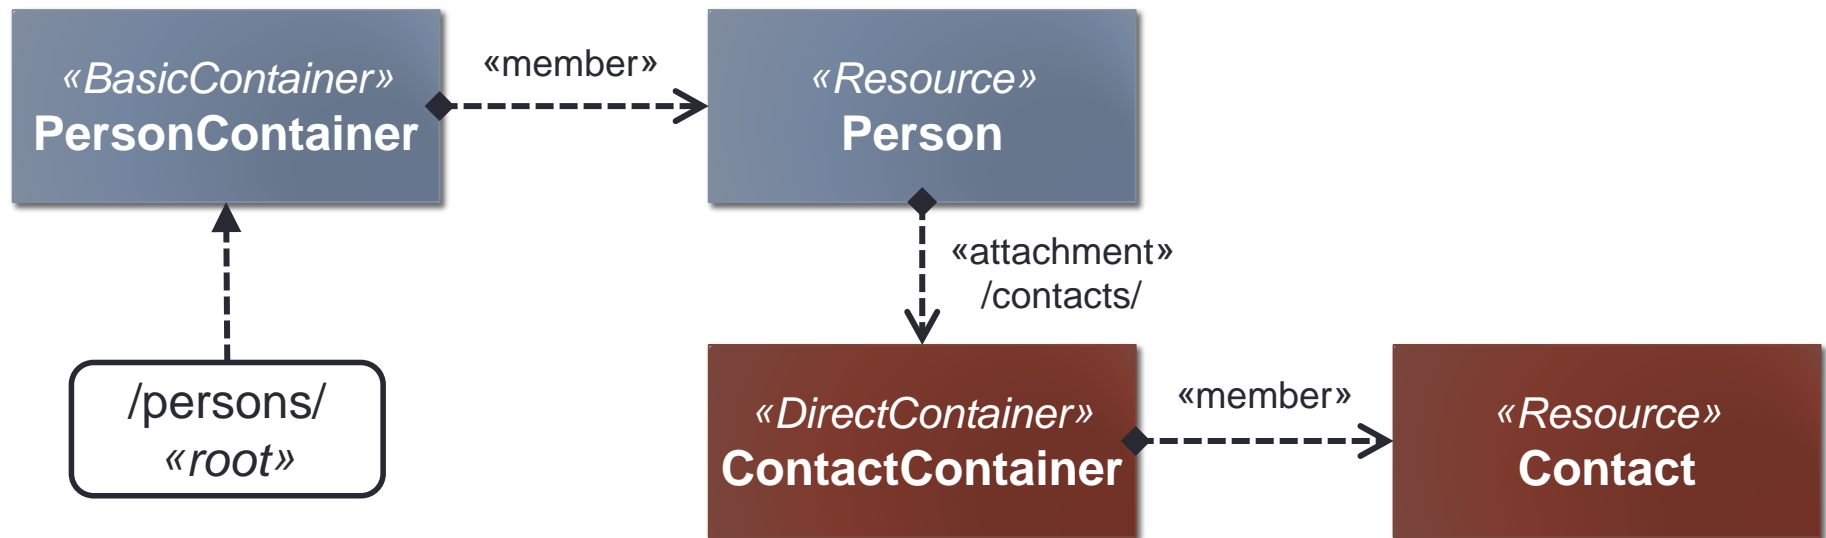 «BasicContainer»
PersonContainer
«member»
«Resource»
Person
«attachment»
/contacts/
/persons/
«root»
«DirectContainer»
ContactContainer
«member»
«Resource»
Contact